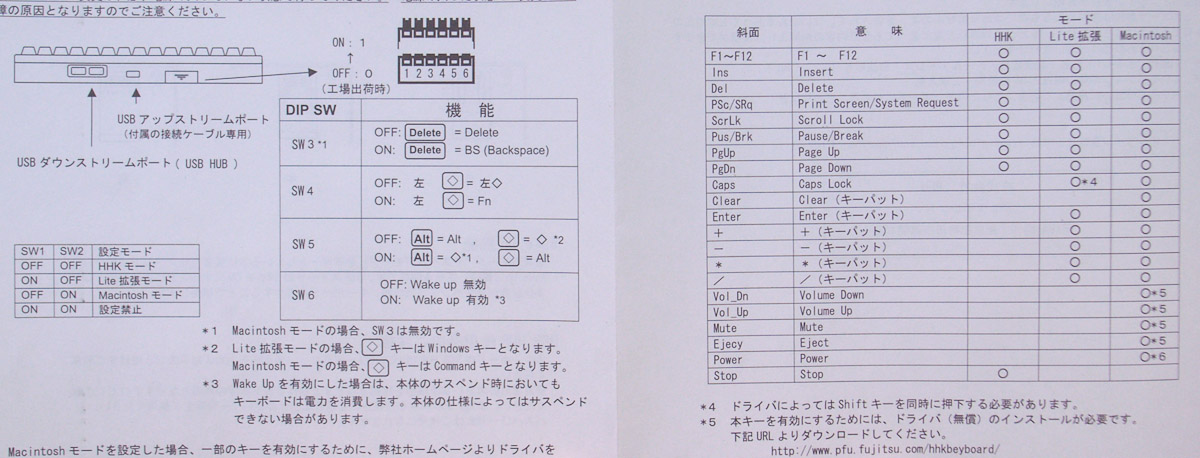 障の原因となりますのでご注意ください。
ON : 1
↑
OFF : 0
(工場出荷時)
1 2 3 4 5 6
USB アップストリームポート
(付属の接続ケーブル専用)
USB ダウンストリームポート ( USB HUB )
DIP SW 機能
SW 3 *1 OFF: Delete = Delete
ON: Delete = BS (Backspace)
SW 4 OFF: 左 ◇ = 左◇
ON: 左 ◇ = Fn
SW 5 OFF: Alt = Alt , ◇ = ◇ *2
ON: Alt = ◇*1 , ◇ = Alt
SW 6 OFF: Wake up 無効
ON: Wake up 有効 *3
SW1 SW2 設定モード
OFF OFF HHK モード
ON OFF Lite 拡張モード
OFF ON Macintosh モード
ON ON 設定禁止
*1 Macintosh モードの場合、SW3は無効です。
*2 Lite 拡張モードの場合、◇ キーは Windows キーとなります。
Macintosh モードの場合、◇ キーは Command キーとなります。
*3 Wake Up を有効にした場合は、本体のサスペンド時においても
キーボードは電力を消費します。本体の仕様によってはサスペンド
できない場合があります。
Macintosh モードを設定した場合、一部のキーを有効にするために、弊社ホームページよりドライバを
斜面 意味 モード
HHK Lite 拡張 Macintosh
F1～F12 F1 ～ F12 ○ ○ ○
Ins Insert ○ ○ ○
Del Delete ○ ○ ○
PSc/SRq Print Screen/System Request ○ ○ ○
ScrLk Scroll Lock ○ ○ ○
Pus/Brk Pause/Break ○ ○ ○
PgUp Page Up ○ ○ ○
PgDn Page Down ○ ○ ○
Caps Caps Lock ○*4 ○
Clear Clear (キーパット) ○
Enter Enter (キーパット) ○ ○
＋ ＋ (キーパット) ○ ○
－ － (キーパット) ○ ○
* * (キーパット) ○ ○
／ ／ (キーパット) ○ ○
Vol_Dn Volume Down ○*5
Vol_Up Volume Up ○*5
Mute Mute ○*5
Ejecy Eject ○*5
Power Power ○*6
Stop Stop ○
*4 ドライバによっては Shift キーを同時に押下する必要があります。
*5 本キーを有効にするためには、ドライバ (無償) のインストールが必要です。
下記 URL よりダウンロードしてください。
http://www.pfu.fujitsu.com/hhkbeyboard/